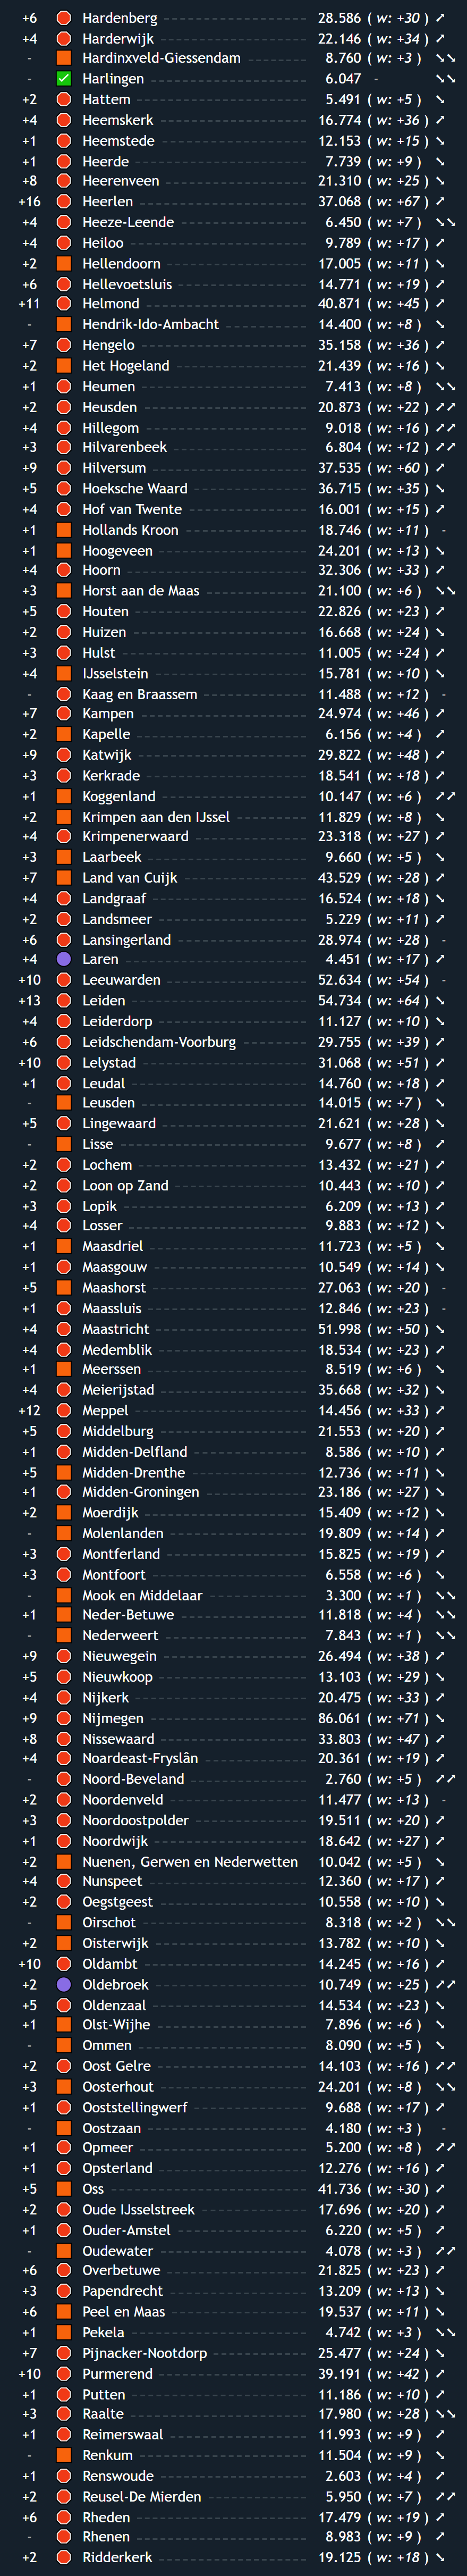 +6 Hardenberg 28.586 ( w: +30 ) ↗
+4 Harderwijk 22.146 ( w: +34 ) ↗
- Hardinxveld-Giessendam 8.760 ( w: +3 ) ↘↘
- Harlingen 6.047 - ↘↘
+2 Hattem 5.491 ( w: +5 ) ↘
+4 Heemskerk 16.774 ( w: +36 ) ↗
+1 Heemstede 12.153 ( w: +15 ) ↘
+1 Heerde 7.739 ( w: +9 ) ↘
+8 Heerenveen 21.310 ( w: +25 ) ↘
+16 Heerlen 37.068 ( w: +67 ) ↗
+4 Heeze-Leende 6.450 ( w: +7 ) ↘↘
+4 Heiloo 9.789 ( w: +17 ) ↗
+2 Hellendoorn 17.005 ( w: +11 ) ↘
+6 Hellevoetsluis 14.771 ( w: +19 ) ↗
+11 Helmond 40.871 ( w: +45 ) ↗
- Hendrik-Ido-Ambacht 14.400 ( w: +8 ) ↘
+7 Hengelo 35.158 ( w: +36 ) ↗
+2 Het Hogeland 21.439 ( w: +16 ) ↘
+1 Heumen 7.413 ( w: +8 ) ↘↘
+2 Heusden 20.873 ( w: +22 ) ↗↗
+4 Hillegom 9.018 ( w: +16 ) ↗↗
+3 Hilvarenbeek 6.804 ( w: +12 ) ↗↗
+9 Hilversum 37.535 ( w: +60 ) ↗
+5 Hoeksche Waard 36.715 ( w: +35 ) ↘
+4 Hof van Twente 16.001 ( w: +15 ) ↗
+1 Hollands Kroon 18.746 ( w: +11 ) -
+1 Hoogeveen 24.201 ( w: +13 ) ↘
+4 Hoorn 32.306 ( w: +33 ) ↗
+3 Horst aan de Maas 21.100 ( w: +6 ) ↘↘
+5 Houten 22.826 ( w: +23 ) ↗
+2 Huizen 16.668 ( w: +24 ) ↘
+3 Hulst 11.005 ( w: +24 ) ↗
+4 IJsselstein 15.781 ( w: +10 ) ↘
- Kaag en Braassem 11.488 ( w: +12 ) -
+7 Kampen 24.974 ( w: +46 ) ↗
+2 Kapelle 6.156 ( w: +4 ) ↗
+9 Katwijk 29.822 ( w: +48 ) ↗
+3 Kerkrade 18.541 ( w: +18 ) ↗
+1 Koggenland 10.147 ( w: +6 ) ↗↗
+2 Krimpen aan den IJssel 11.829 ( w: +8 ) ↘
+4 Krimpenerwaard 23.318 ( w: +27 ) ↗
+3 Laarbeek 9.660 ( w: +5 ) ↘
+7 Land van Cuijk 43.529 ( w: +28 ) ↗
+4 Landgraaf 16.524 ( w: +18 ) ↘
+2 Landsmeer 5.229 ( w: +11 ) ↗
+6 Lansingerland 28.974 ( w: +28 ) -
+4 Laren 4.451 ( w: +17 ) ↗
+10 Leeuwarden 52.634 ( w: +54 ) -
+13 Leiden 54.734 ( w: +64 ) ↘
+4 Leiderdorp 11.127 ( w: +10 ) ↘
+6 Leidschendam-Voorburg 29.755 ( w: +39 ) ↗
+10 Lelystad 31.068 ( w: +51 ) ↗
+1 Leudal 14.760 ( w: +18 ) ↗
- Leusden 14.015 ( w: +7 ) ↘
+5 Lingewaard 21.621 ( w: +28 ) ↘
- Lisse 9.677 ( w: +8 ) ↗
+2 Lochem 13.432 ( w: +21 ) ↗
+2 Loon op Zand 10.443 ( w: +10 ) ↗
+3 Lopik 6.209 ( w: +13 ) ↗
+4 Losser 9.883 ( w: +12 ) ↘
+1 Maasdriel 11.723 ( w: +5 ) ↘
+1 Maasgouw 10.549 ( w: +14 ) ↘
+5 Maashorst 27.063 ( w: +20 ) -
+1 Maassluis 12.846 ( w: +23 ) -
+4 Maastricht 51.998 ( w: +50 ) ↘
+4 Medemblik 18.534 ( w: +23 ) ↗
+1 Meerssen 8.519 ( w: +6 ) ↘
+4 Meierijstad 35.668 ( w: +32 ) ↘
+12 Meppel 14.456 ( w: +33 ) ↗
+5 Middelburg 21.553 ( w: +20 ) ↗
+1 Midden-Delfland 8.586 ( w: +10 ) ↗
+5 Midden-Drenthe 12.736 ( w: +11 ) ↘
+1 Midden-Groningen 23.186 ( w: +27 ) ↘
+2 Moerdijk 15.409 ( w: +12 ) ↘
- Molenlanden 19.809 ( w: +14 ) ↗
+3 Montferland 15.825 ( w: +19 ) ↗
+3 Montfoort 6.558 ( w: +6 ) ↘
- Mook en Middelaar 3.300 ( w: +1 ) ↘↘
+1 Neder-Betuwe 11.818 ( w: +4 ) ↘↘
- Nederweert 7.843 ( w: +1 ) ↘↘
+9 Nieuwegein 26.494 ( w: +38 ) ↗
+5 Nieuwkoop 13.103 ( w: +29 ) ↘
+4 Nijkerk 20.475 ( w: +33 ) ↗
+9 Nijmegen 86.061 ( w: +71 ) ↘
+8 Nissewaard 33.803 ( w: +47 ) ↗
+4 Noardeast-Fryslân 20.361 ( w: +19 ) ↗
- Noord-Beveland 2.760 ( w: +5 ) ↗↗
+2 Noordenveld 11.477 ( w: +13 ) -
+3 Noordoostpolder 19.511 ( w: +20 ) ↗
+1 Noordwijk 18.642 ( w: +27 ) ↗
+2 Nuenen, Gerwen en Nederwetten 10.042 ( w: +5 ) ↘
+4 Nunspeet 12.360 ( w: +17 ) ↗
+2 Oegstgeest 10.558 ( w: +10 ) ↘
- Oirschot 8.318 ( w: +2 ) ↘↘
+2 Oisterwijk 13.782 ( w: +10 ) ↘
+10 Oldambt 14.245 ( w: +16 ) ↗
+2 Oldebroek 10.749 ( w: +25 ) ↗↗
+5 Oldenzaal 14.534 ( w: +23 ) ↘
+1 Olst-Wijhe 7.896 ( w: +6 ) ↘
- Ommen 8.090 ( w: +5 ) ↘
+2 Oost Gelre 14.103 ( w: +16 ) ↗↗
+3 Oosterhout 24.201 ( w: +8 ) ↘↘
+1 Ooststellingwerf 9.688 ( w: +17 ) ↗
- Oostzaan 4.180 ( w: +3 ) -
+1 Opmeer 5.200 ( w: +8 ) ↗↗
+1 Opsterland 12.276 ( w: +16 ) ↗
+5 Oss 41.736 ( w: +30 ) ↗
+2 Oude IJsselstreek 17.696 ( w: +20 ) ↗
+1 Ouder-Amstel 6.220 ( w: +5 ) ↗
- Oudewater 4.078 ( w: +3 ) ↗↗
+6 Overbetuwe 21.825 ( w: +23 ) ↗
+3 Papendrecht 13.209 ( w: +13 ) ↘
+6 Peel en Maas 19.537 ( w: +11 ) ↘
+1 Pekela 4.742 ( w: +3 ) ↘↘
+7 Pijnacker-Nootdorp 25.477 ( w: +24 ) ↘
+10 Purmerend 39.191 ( w: +42 ) ↗
+1 Putten 11.186 ( w: +10 ) ↗
+3 Raalte 17.980 ( w: +28 ) ↘↘
+1 Reimerswaal 11.993 ( w: +9 ) ↗
- Renkum 11.504 ( w: +9 ) ↘
+1 Renswoude 2.603 ( w: +4 ) ↗
+2 Reusel-De Mierden 5.950 ( w: +7 ) ↗↗
+6 Rheden 17.479 ( w: +19 ) ↗
- Rhenen 8.983 ( w: +9 ) ↗
+2 Ridderkerk 19.125 ( w: +18 ) ↘